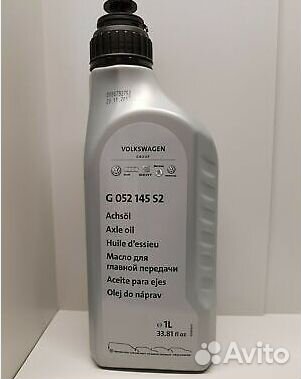 VOLKSWAGEN
GROUP
G 052 145 S2
Achsöl
Axle oil
Huile d'essieu
Масло для
главной передачи
Aceite para ejes
Olej do náprav
1L
33.81 fl oz
Avito